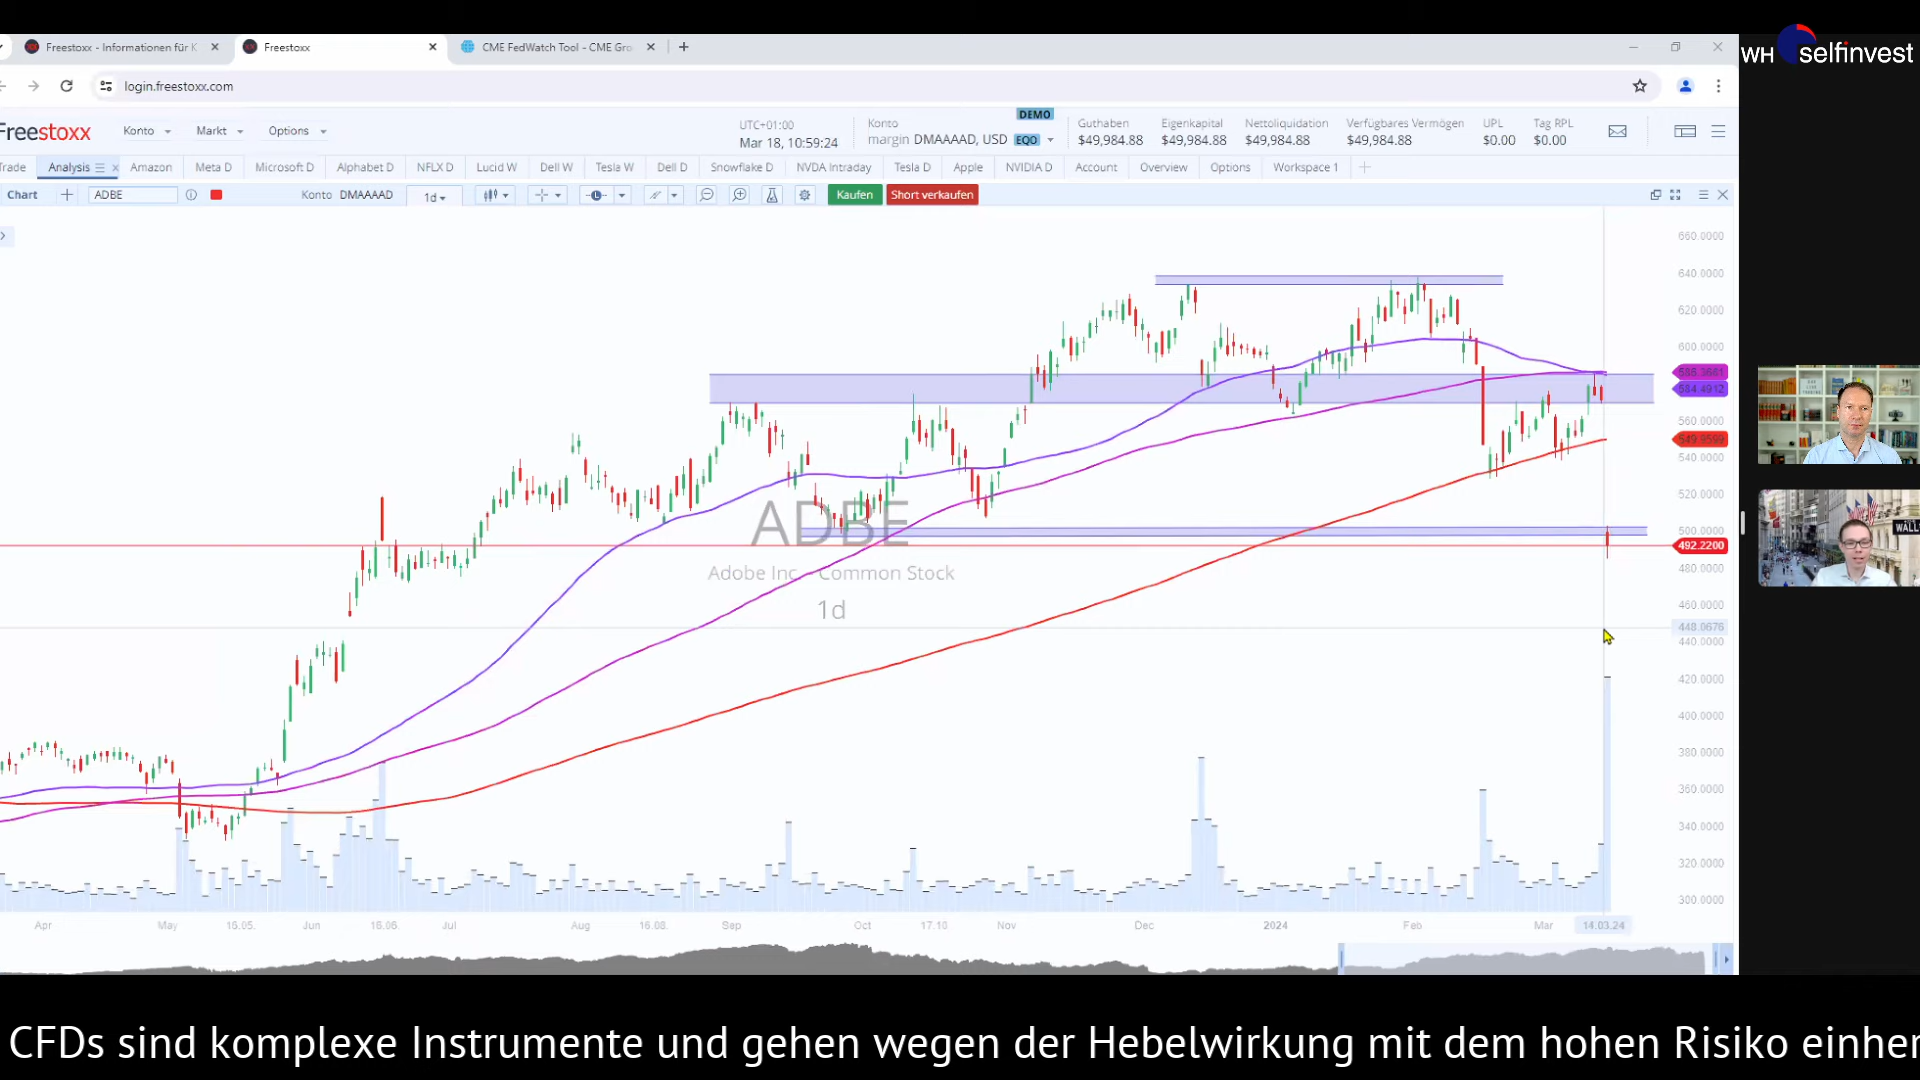 Freestoxx - Informationen für K
Freestoxx
CME FedWatch Tool - CME Gro
WH selfinvest
login.freestoxx.com
DEMO
Freestoxx
Konto
Markt
Options
UTC+01:00
Mar 18, 10:59:24
Konto
margin DMAAAAD, USD EQO
Guthaben
$49,984.88
Eigenkapital
$49,984.88
Nettoliquidation
$49,984.88
Verfügbares Vermögen
$49,984.88
UPL
$0.00
Tag RPL
$0.00
Trade
Analysis
Amazon
Meta D
Microsoft D
Alphabet D
NFLX D
Lucid W
Dell W
Tesla W
Dell D
Snowflake D
NVDA Intraday
Tesla D
Apple
NVIDIA D
Account
Overview
Options
Workspace 1
Chart
ADBE
Konto DMAAAAD
1d
Kaufen
Short verkaufen
660.0000
640.0000
620.0000
600.0000
584.4912
560.0000
549.9599
540.0000
520.0000
500.0000
492.2200
480.0000
460.0000
448.0676
440.0000
420.0000
400.0000
380.0000
360.0000
340.0000
320.0000
300.0000
ADBE
Adobe Inc. - Common Stock
1d
WALL
Apr
May
15.05.
Jun
16.06.
Jul
Aug
16.08.
Sep
Oct
17.10
Nov
Dec
2024
Feb
Mar
14.03.24
CFDs sind komplexe Instrumente und gehen wegen der Hebelwirkung mit dem hohen Risiko einher